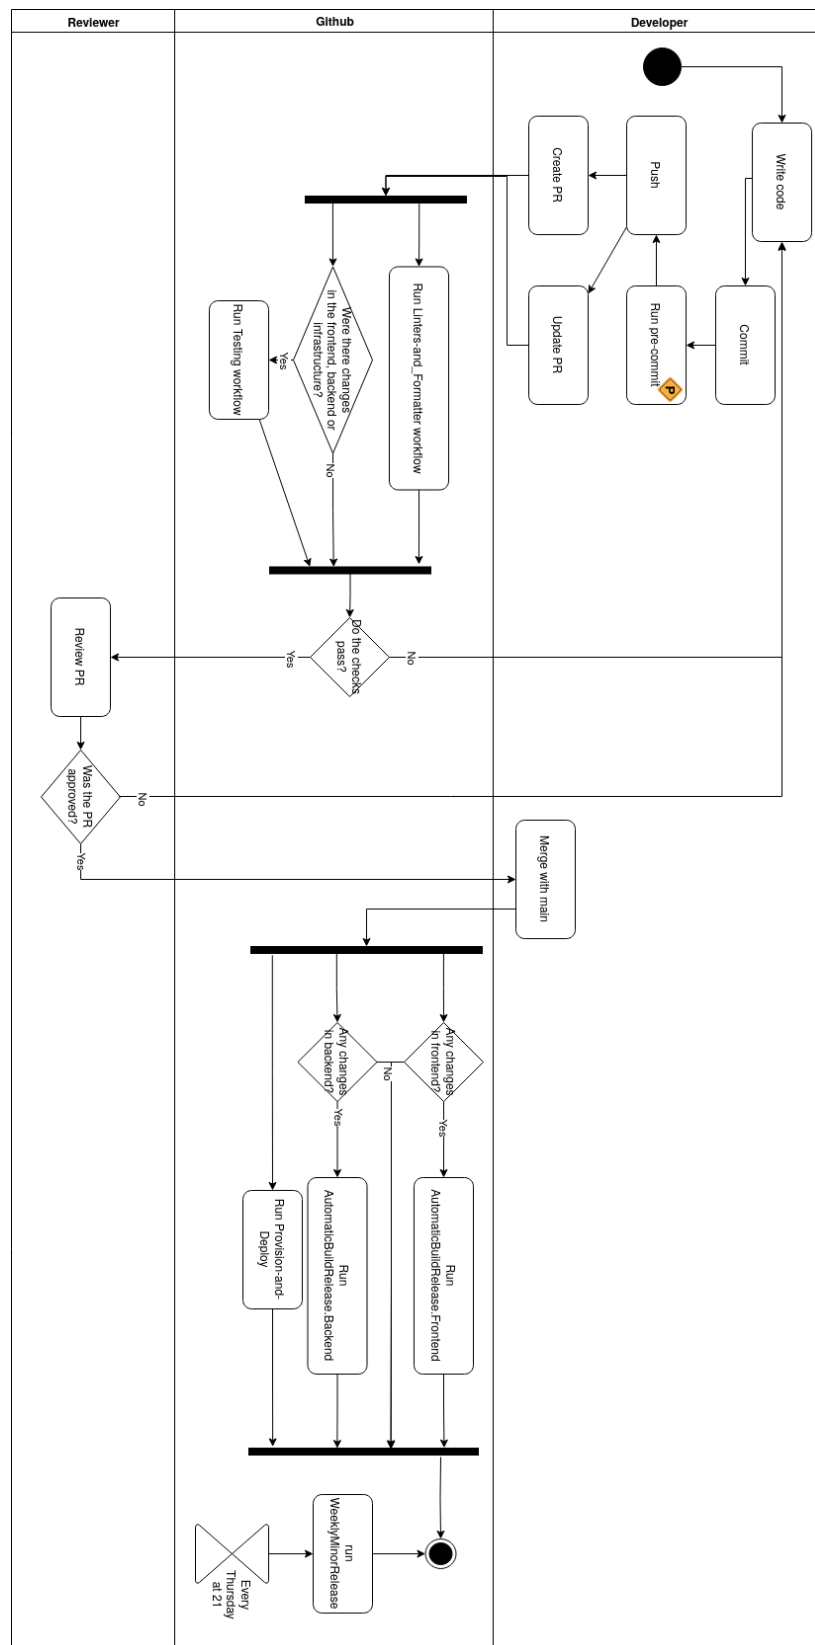 Reviewer
Github
Developer
Write code
Push
Create PR
Commit
Run pre-commit
P
Update PR
Run LInters-and_Formatter workflow
Were there changes
in the frontend, backend or
infrastructure?
Yes
Run Testing workflow
No
Do the checks
pass?
No
Yes
Review PR
Was the PR
approved?
No
Yes
Merge with main
Any changes
in frontend?
Any changes
in backend?
No
Yes
Yes
Run
AutomaticBuildRelease.Frontend
Run
AutomaticBuildRelease.Backend
Run Provision-and-
Deploy
run
WeeklyMinorRelease
Every
Thursday
at 21